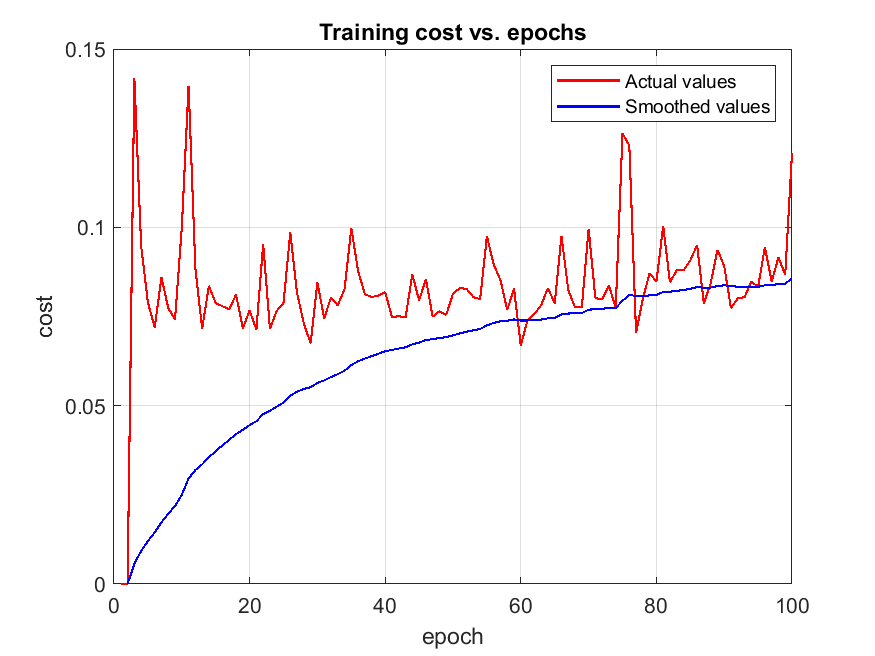 Training cost vs. epochs
0.15
Actual values
Smoothed values
0.1
cost
0.05
0
0 20 40 60 80 100
epoch